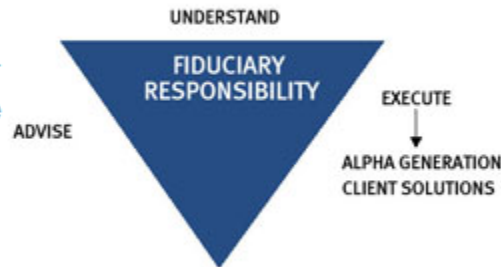 UNDERSTAND
FIDUCIARY
RESPONSIBILITY
ADVISE
EXECUTE
ALPHA GENERATION
CLIENT SOLUTIONS